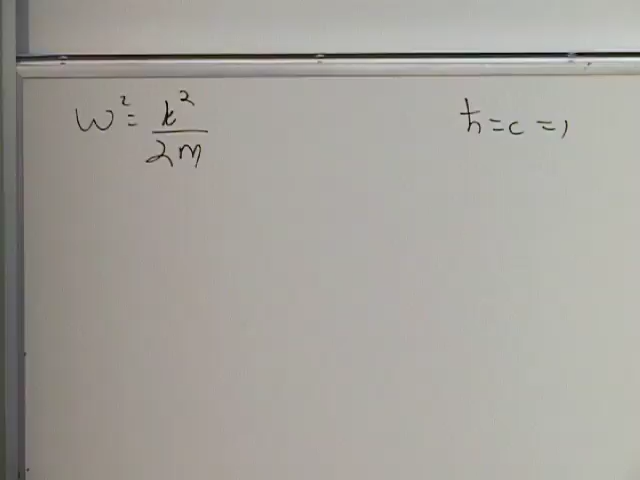 ω² = k²/2m
ħ = c = 1